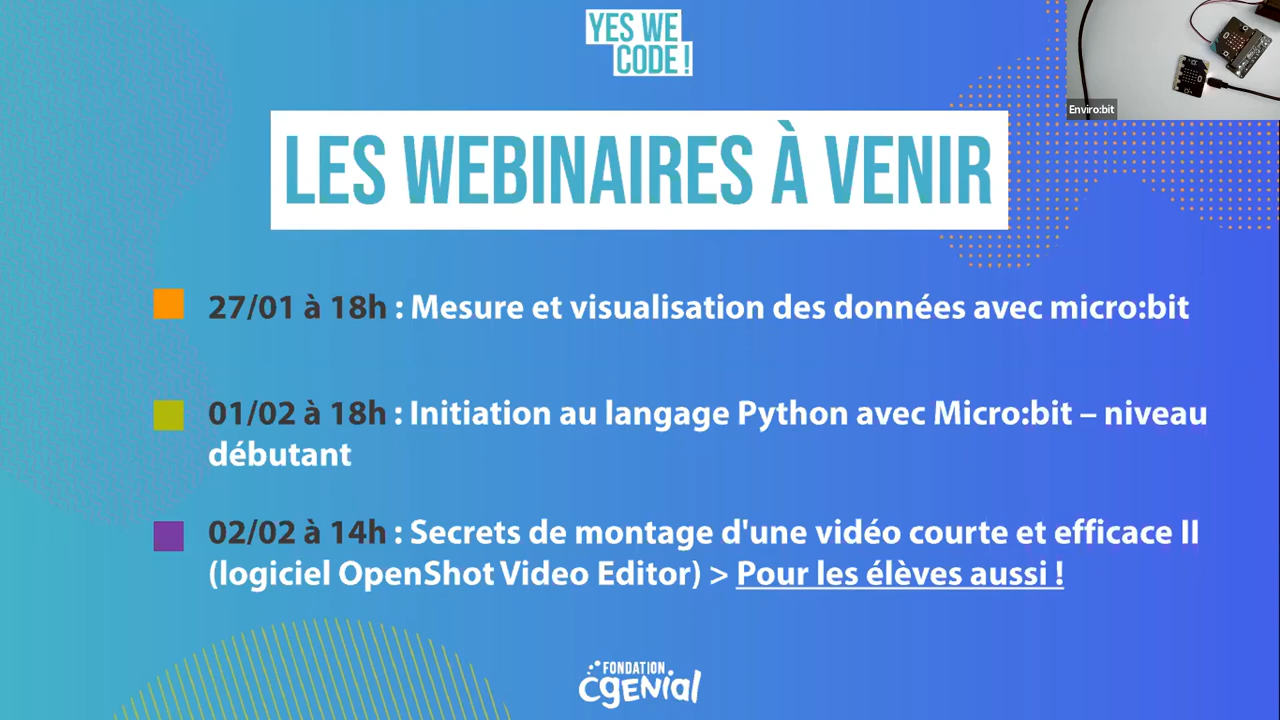 YES WE
CODE !
Enviro:bit
LES WEBINAIRES À VENIR
27/01 à 18h : Mesure et visualisation des données avec micro:bit
01/02 à 18h : Initiation au langage Python avec Micro:bit – niveau
débutant
02/02 à 14h : Secrets de montage d'une vidéo courte et efficace II
(logiciel OpenShot Video Editor) > Pour les élèves aussi !
FONDATION
CGENIAL